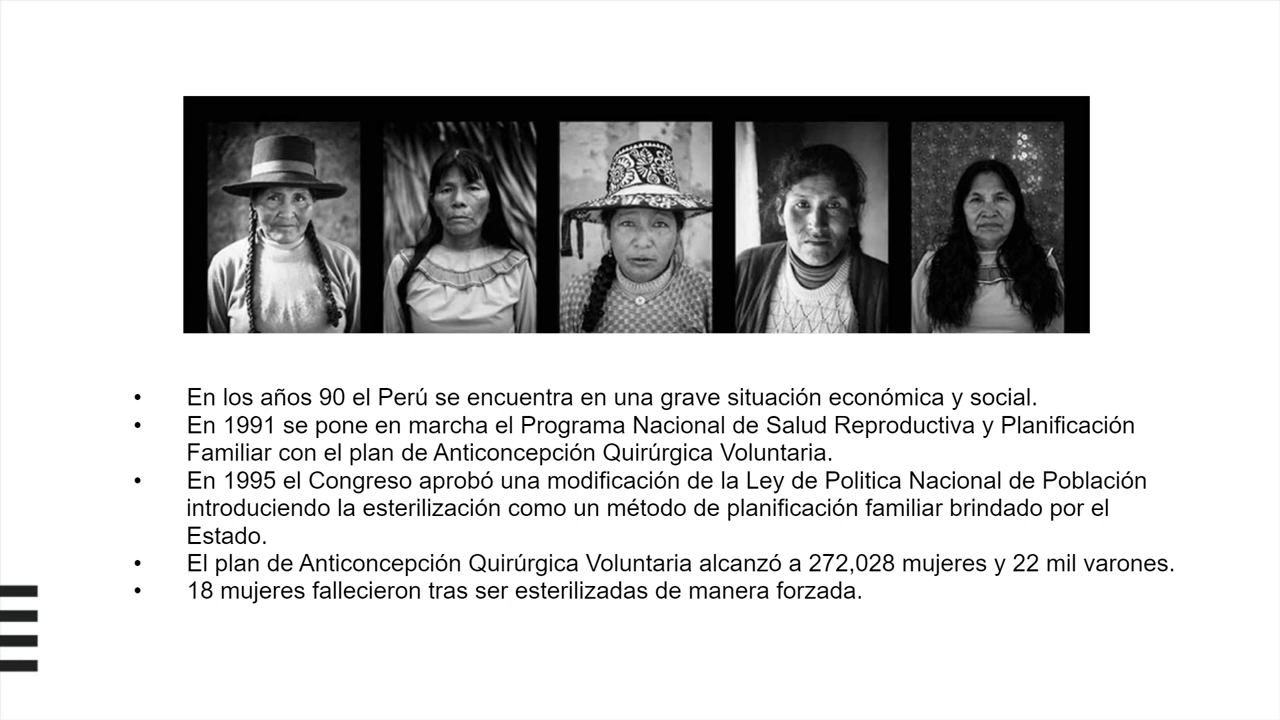 • En los años 90 el Perú se encuentra en una grave situación económica y social.
• En 1991 se pone en marcha el Programa Nacional de Salud Reproductiva y Planificación
Familiar con el plan de Anticoncepción Quirúrgica Voluntaria.
• En 1995 el Congreso aprobó una modificación de la Ley de Politica Nacional de Población
introduciendo la esterilización como un método de planificación familiar brindado por el
Estado.
• El plan de Anticoncepción Quirúrgica Voluntaria alcanzó a 272,028 mujeres y 22 mil varones.
• 18 mujeres fallecieron tras ser esterilizadas de manera forzada.